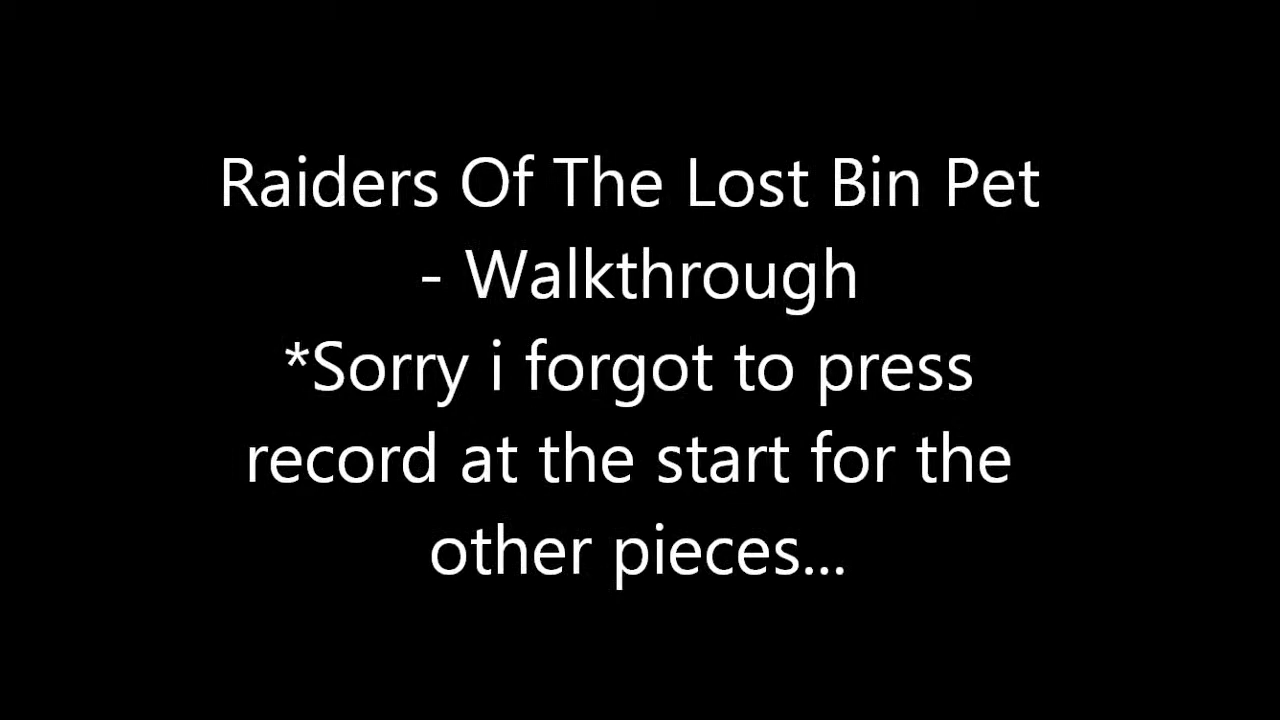 Raiders Of The Lost Bin Pet
- Walkthrough
*Sorry i forgot to press
record at the start for the
other pieces...